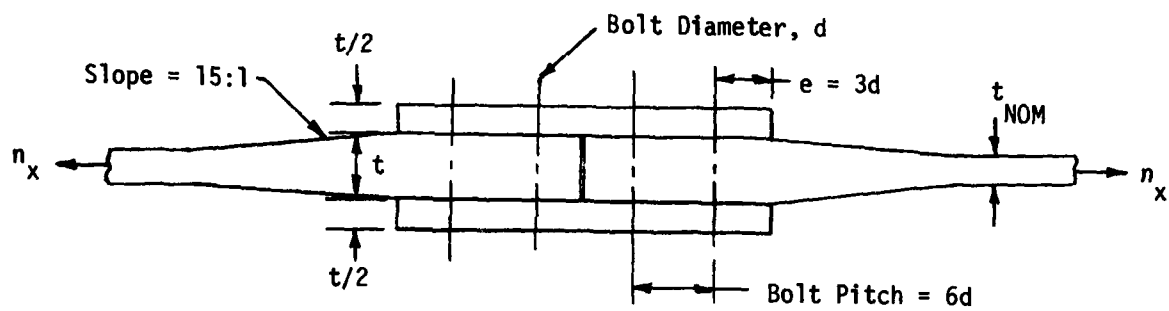 Bolt Diameter, d
t/2
Slope = 15:1
e = 3d
t
NOM
n
x
t
n
x
t/2
Bolt Pitch = 6d